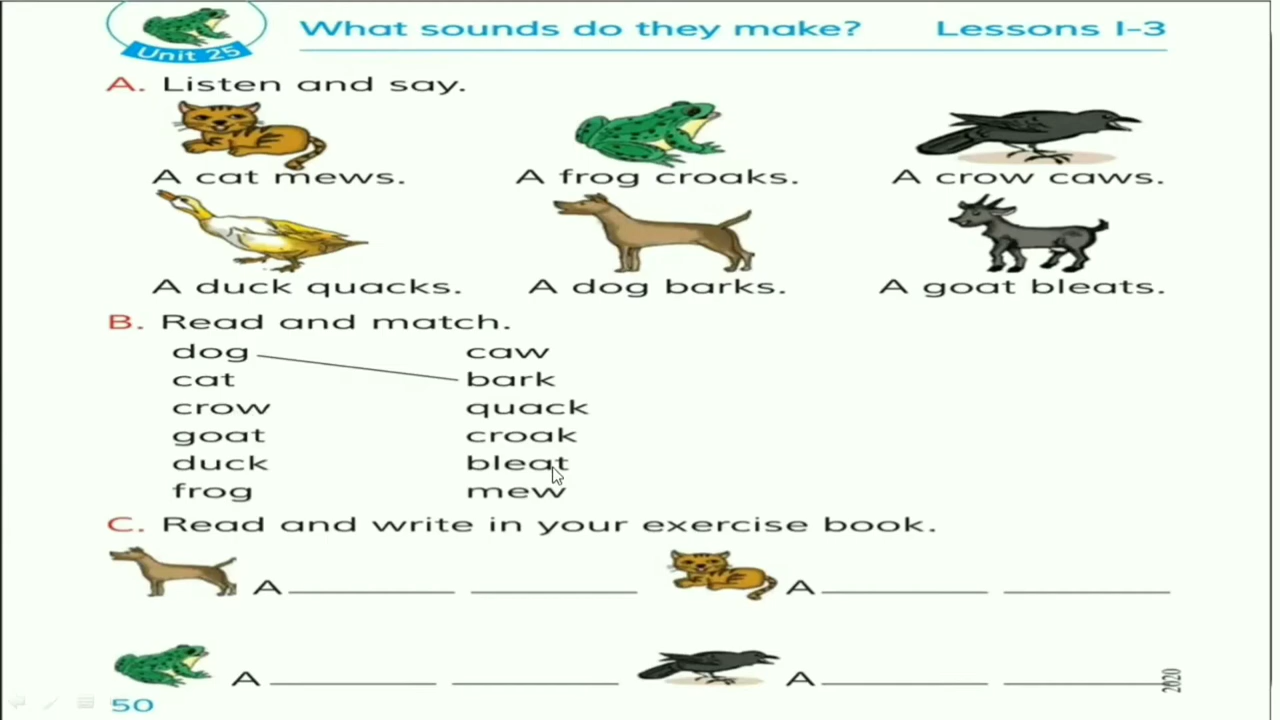 What sounds do they make? Lessons 1-3
Unit 25
A. Listen and say.
A cat mews. A frog croaks. A crow caws.
A duck quacks. A dog barks. A goat bleats.
B. Read and match.
dog caw
cat bark
crow quack
goat croak
duck bleat
frog mew
C. Read and write in your exercise book.
A A
A A
2020
50